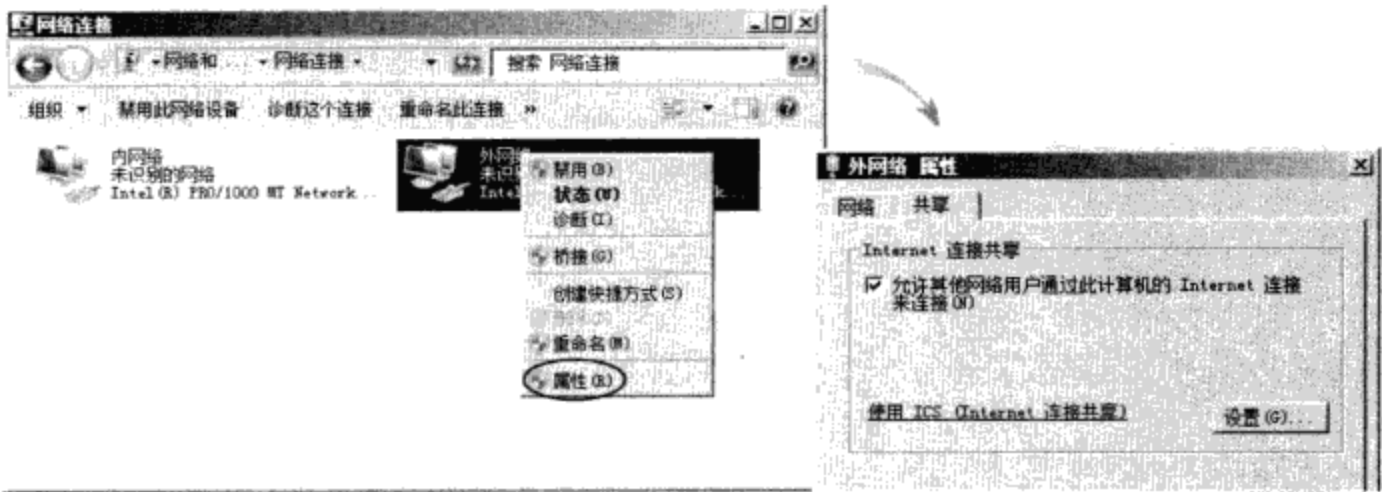 网络连接
网络和 ... 网络连接
搜索 网络连接
组织 禁用此网络设备 诊断这个连接 重命名此连接 »
内网络
未识别的网络
Intel(R) PRO/1000 MT Network...
外网络
未识
Intel
k...
禁用(B)
状态(U)
诊断(I)
桥接(G)
创建快捷方式(S)
重命名(M)
属性(R)
外网络 属性
网络 共享
Internet 连接共享
允许其他网络用户通过此计算机的 Internet 连接
来连接(N)
使用 ICS (Internet 连接共享)
设置(G)...